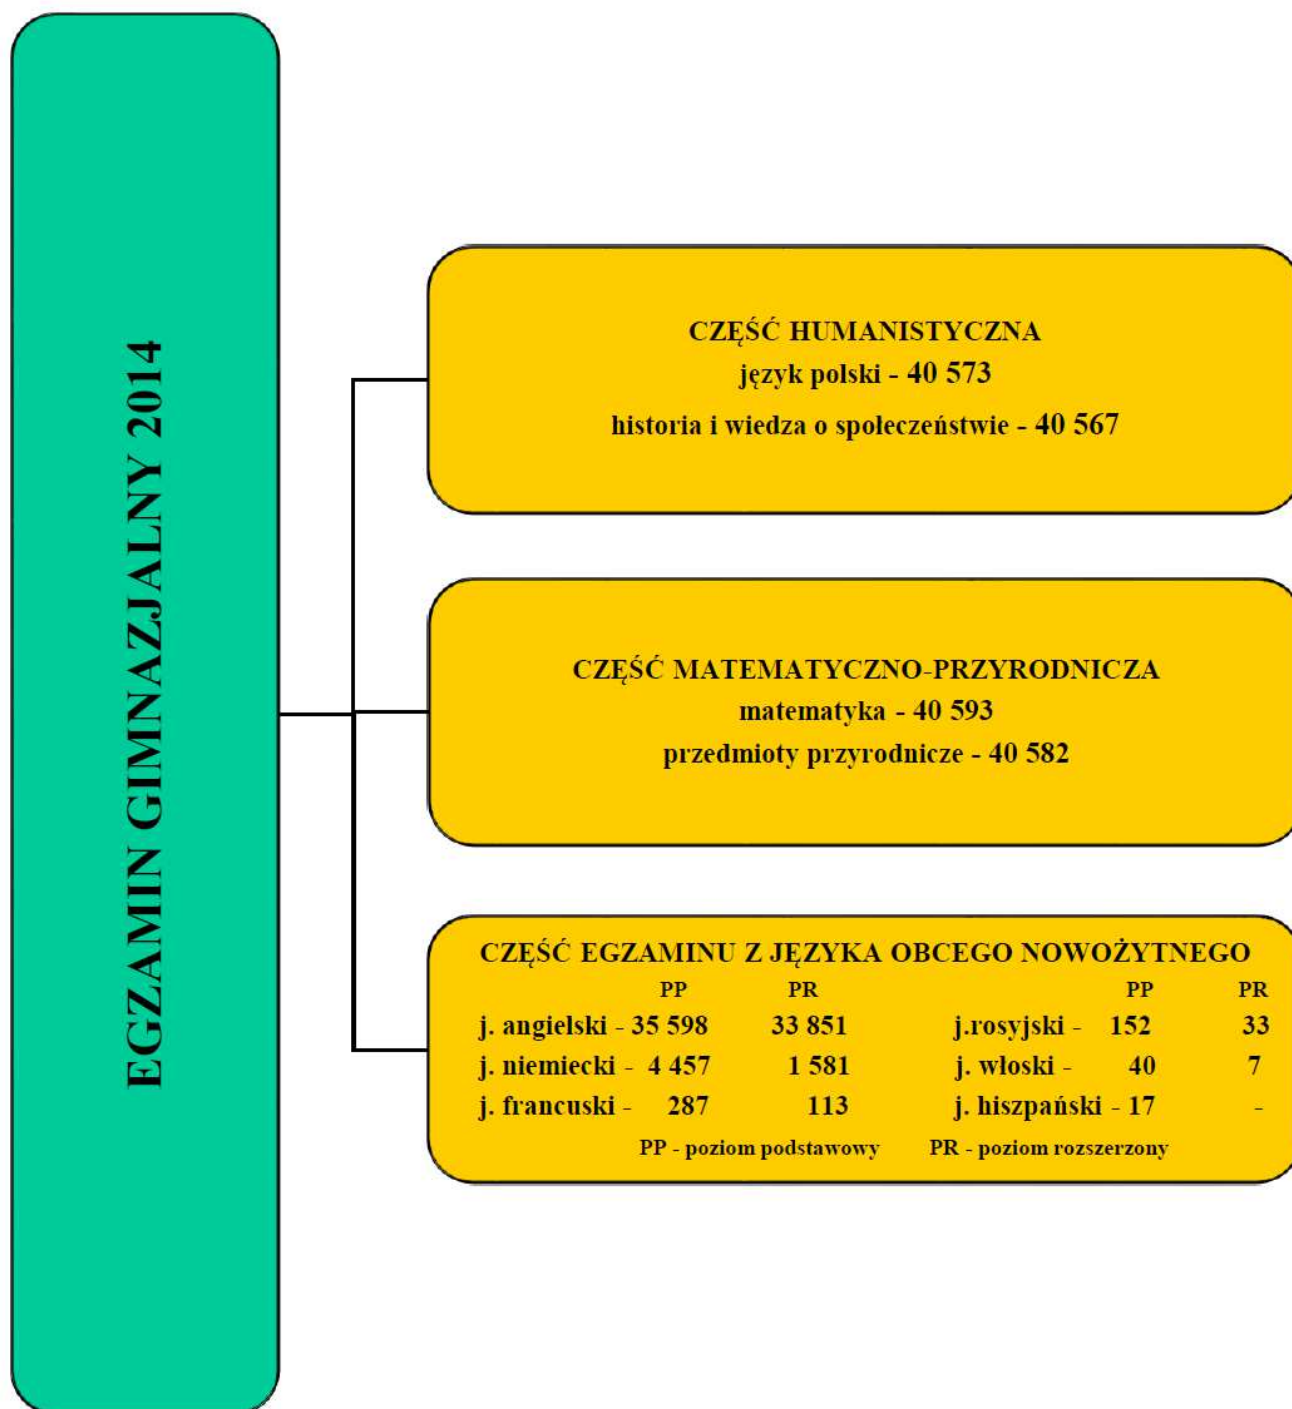 EGZAMIN GIMNAZJALNY 2014
CZĘŚĆ HUMANISTYCZNA
język polski - 40 573
historia i wiedza o społeczeństwie - 40 567
CZĘŚĆ MATEMATYCZNO-PRZYRODNICZA
matematyka - 40 593
przedmioty przyrodnicze - 40 582
CZĘŚĆ EGZAMINU Z JĘZYKA OBCEGO NOWOŻYTNEGO
PP PR PP PR
j. angielski - 35 598 33 851 j.rosyjski - 152 33
j. niemiecki - 4 457 1 581 j. włoski - 40 7
j. francuski - 287 113 j. hiszpański - 17 -
PP - poziom podstawowy PR - poziom rozszerzony